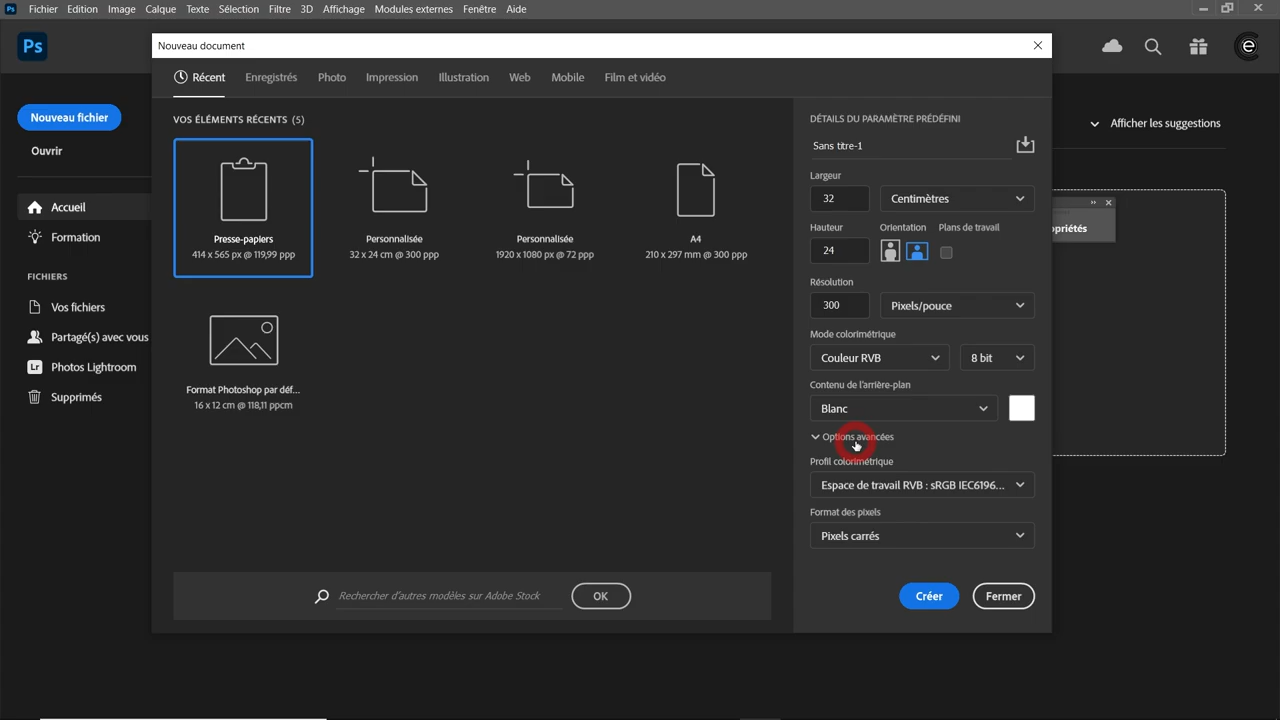 Ps Fichier Edition Image Calque Texte Sélection Filtre 3D Affichage Modules externes Fenêtre Aide
Ps
Nouveau document
Récent Enregistrés Photo Impression Illustration Web Mobile Film et vidéo
Nouveau fichier
Ouvrir
Accueil
Formation
FICHIERS
Vos fichiers
Partagé(s) avec vous
Lr Photos Lightroom
Supprimés
VOS ÉLÉMENTS RÉCENTS (5)
Presse-papiers
414 x 565 px @ 119,99 ppp
Personnalisée
32 x 24 cm @ 300 ppp
Personnalisée
1920 x 1080 px @ 72 ppp
A4
210 x 297 mm @ 300 ppp
Format Photoshop par déf...
16 x 12 cm @ 118,11 ppcm
Rechercher d'autres modèles sur Adobe Stock
OK
DÉTAILS DU PARAMÈTRE PRÉDÉFINI
Sans titre-1
Largeur
32 Centimètres
Hauteur Orientation Plans de travail
24
Résolution
300 Pixels/pouce
Mode colorimétrique
Couleur RVB 8 bit
Contenu de l'arrière-plan
Blanc
Options avancées
Profil colorimétrique
Espace de travail RVB : sRGB IEC6196...
Format des pixels
Pixels carrés
Créer Fermer
e
Afficher les suggestions
opriétés